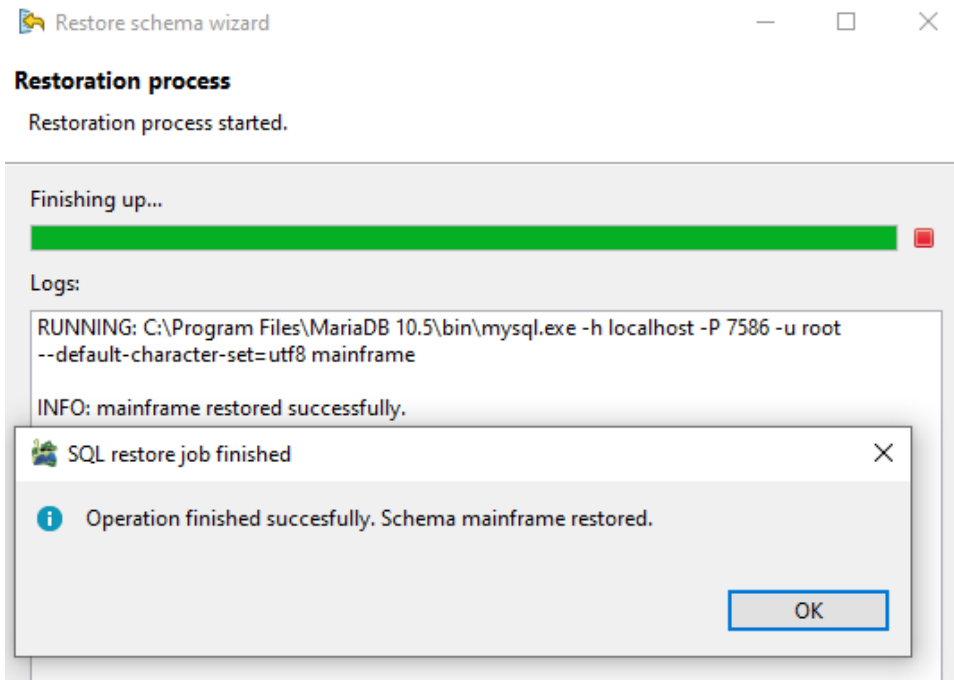 Restore schema wizard
Restoration process
Restoration process started.
Finishing up...
Logs:
RUNNING: C:\Program Files\MariaDB 10.5\bin\mysql.exe -h localhost -P 7586 -u root
--default-character-set=utf8 mainframe
INFO: mainframe restored successfully.
SQL restore job finished
Operation finished succesfully. Schema mainframe restored.
OK